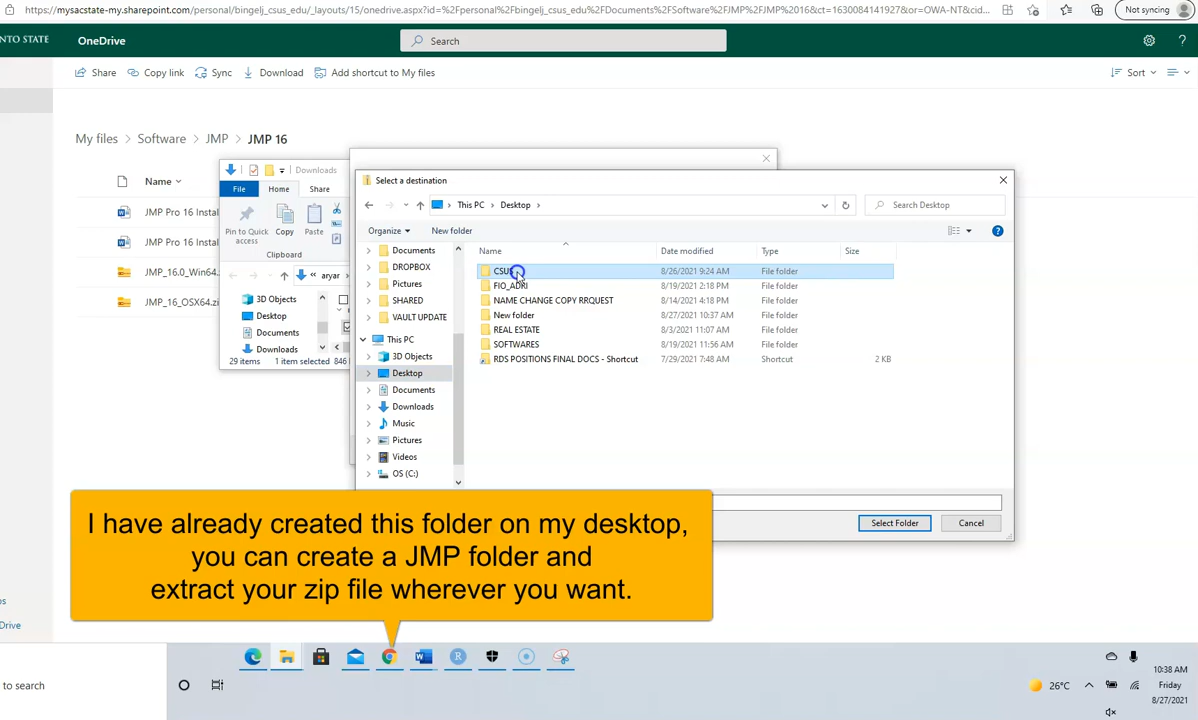 https://mysacstate-my.sharepoint.com/personal/bingelj_csus_edu/_layouts/15/onedrive.aspx?id=%2Fpersonal%2Fbingelj_csus_edu%2FDocuments%2FSoftware%2FJMP%2FJMP%2016&ct=1630084141927&or=OWA-NT&cid...
Not syncing
NTO STATE
OneDrive
Search
?
Share
Copy link
Sync
Download
Add shortcut to My files
Sort
My files > Software > JMP > JMP 16
Name
JMP Pro 16 Instal
JMP Pro 16 Instal
JMP_16.0_Win64.z
JMP_16_OSX64.zi
Downloads
File
Home
Share
Pin to Quick access
Copy
Paste
Clipboard
« aryar ›
3D Objects
Desktop
Documents
Downloads
29 items
1 item selected 846
Select a destination
This PC > Desktop >
Search Desktop
Organize
New folder
Documents
DROPBOX
Pictures
SHARED
VAULT UPDATE
This PC
3D Objects
Desktop
Documents
Downloads
Music
Pictures
Videos
OS (C:)
Name Date modified Type Size
CSUS 8/26/2021 9:24 AM File folder
FIO_ADRI 8/19/2021 2:18 PM File folder
NAME CHANGE COPY RRQUEST 8/14/2021 4:18 PM File folder
New folder 8/27/2021 10:37 AM File folder
REAL ESTATE 8/3/2021 11:07 AM File folder
SOFTWARES 8/19/2021 11:56 AM File folder
RDS POSITIONS FINAL DOCS - Shortcut 7/29/2021 7:48 AM Shortcut 2 KB
Select Folder
Cancel
I have already created this folder on my desktop,
you can create a JMP folder and
extract your zip file wherever you want.
s
Drive
to search
26°C
10:38 AM
Friday
8/27/2021